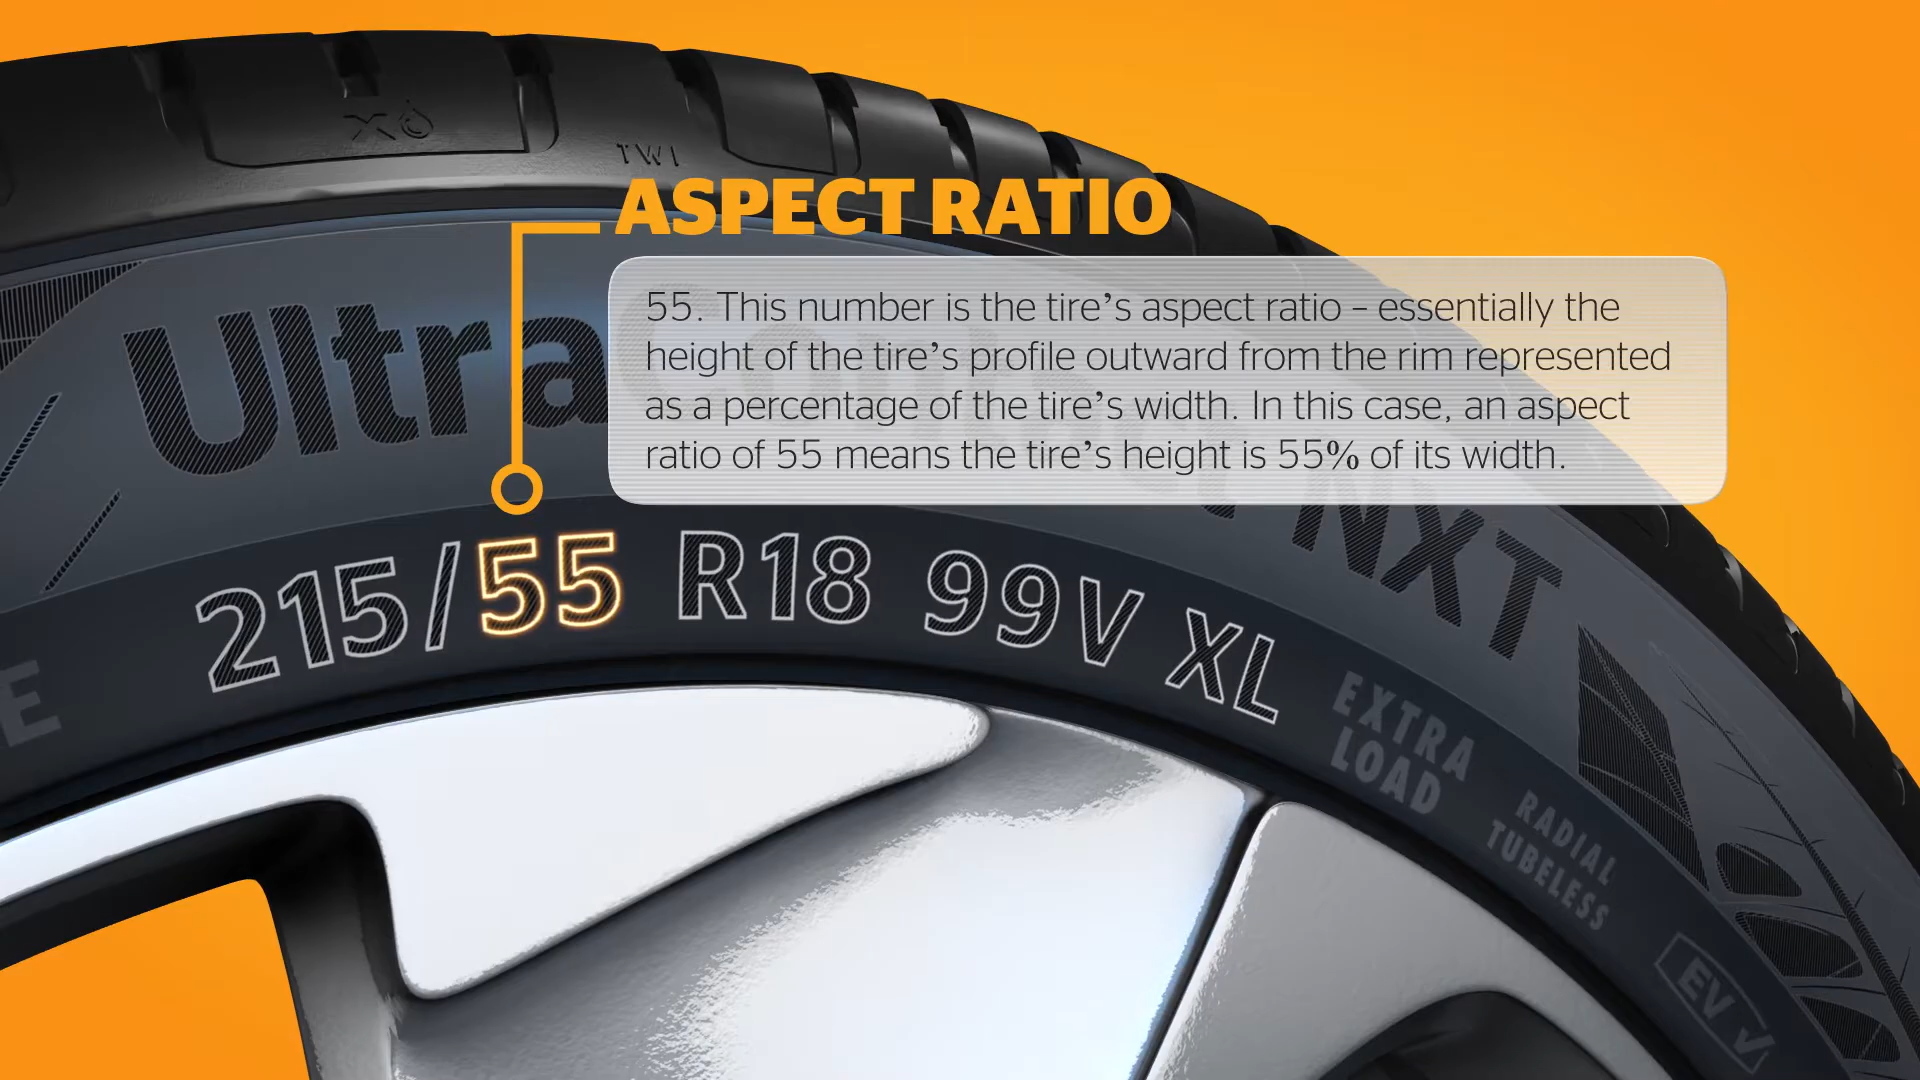 TWI
ASPECT RATIO
55. This number is the tire’s aspect ratio – essentially the
height of the tire’s profile outward from the rim represented
as a percentage of the tire’s width. In this case, an aspect
ratio of 55 means the tire’s height is 55% of its width.
Ultra
NXT
215/55 R18 99V XL
EXTRA
LOAD
RADIAL
TUBELESS
EV
E